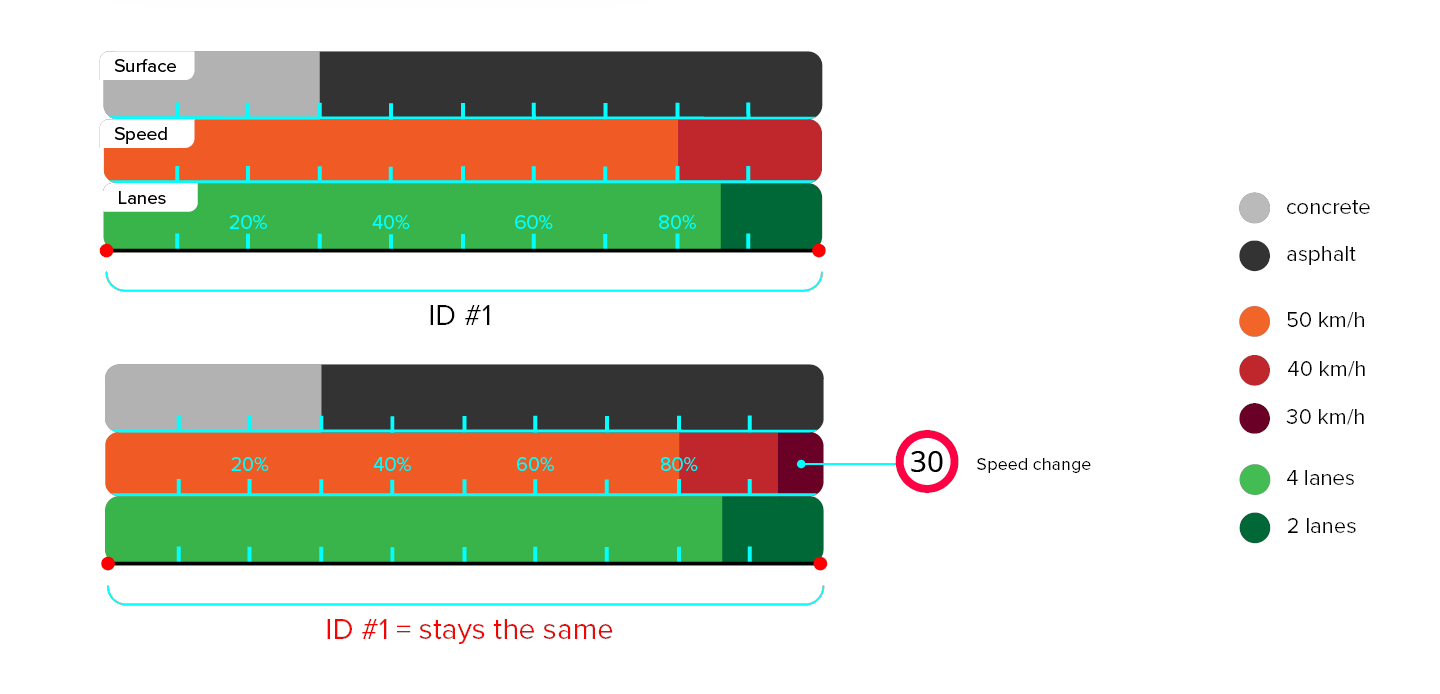 Surface
Speed
Lanes
20% 40% 60% 80%
ID #1
20% 40% 60% 80%
30 Speed change
ID #1 = stays the same
concrete
asphalt
50 km/h
40 km/h
30 km/h
4 lanes
2 lanes